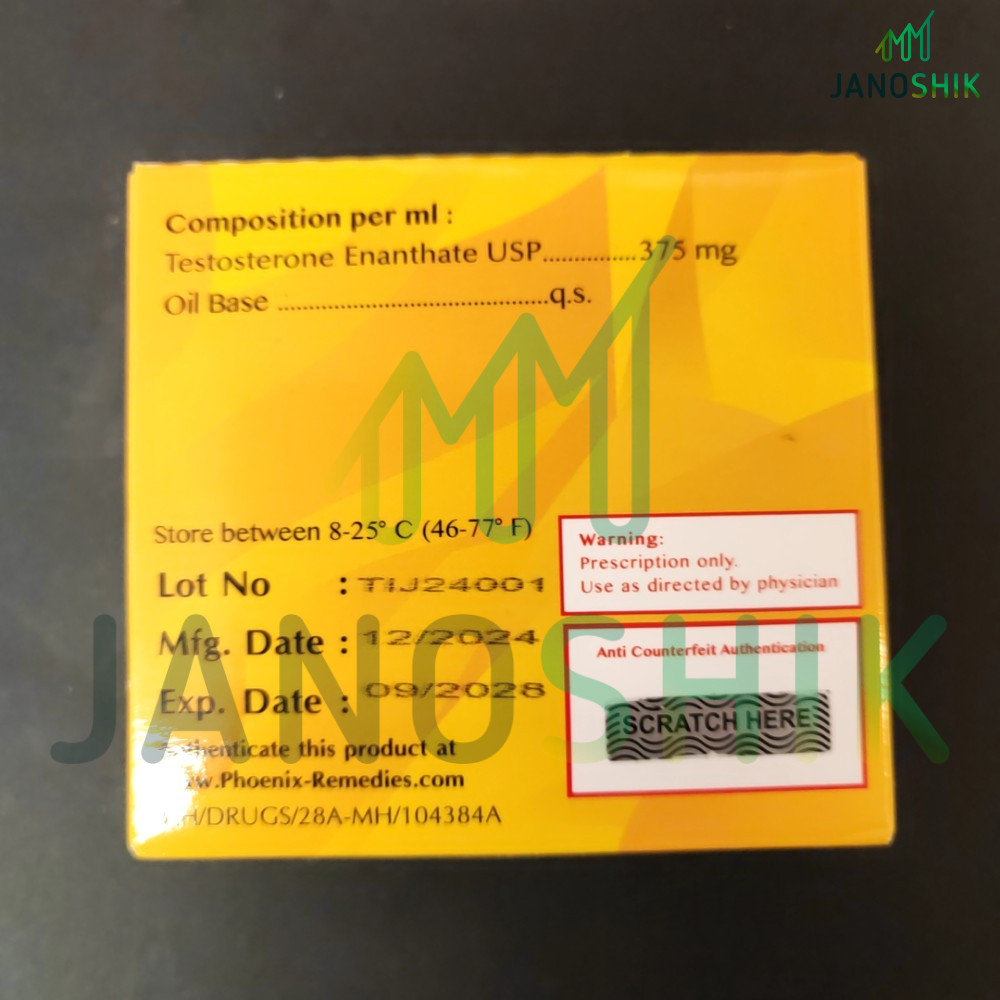 JANOSHIK
Composition per ml :
Testosterone Enanthate USP................375 mg
Oil Base ...........................................q.s.
Store between 8-25° C (46-77° F)
Lot No : TIJ24001
Mfg. Date : 12/2024
Exp. Date : 09/2028
this product at
Phoenix-Remedies.com
/DRUGS/28A-MH/104384A
Warning:
Prescription only.
Use as directed by physician
Anti Counterfeit Authentication
SCRATCH HERE
JANOSHIK